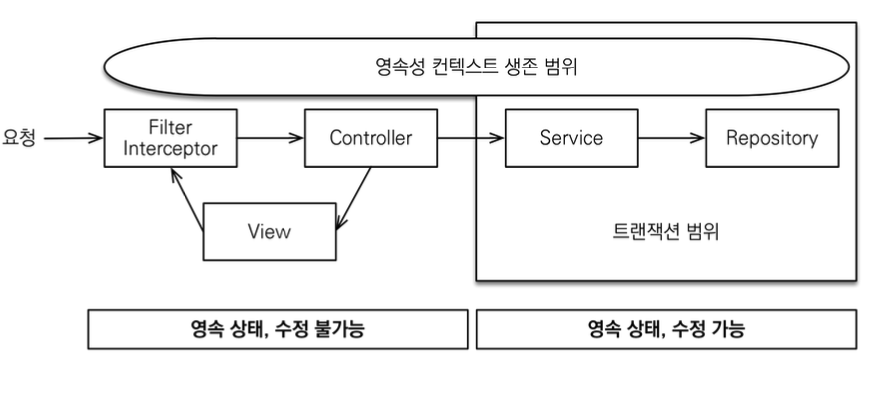 영속성 컨텍스트 생존 범위
요청
Filter
Interceptor
Controller
Service
Repository
View
트랜잭션 범위
영속 상태, 수정 불가능
영속 상태, 수정 가능